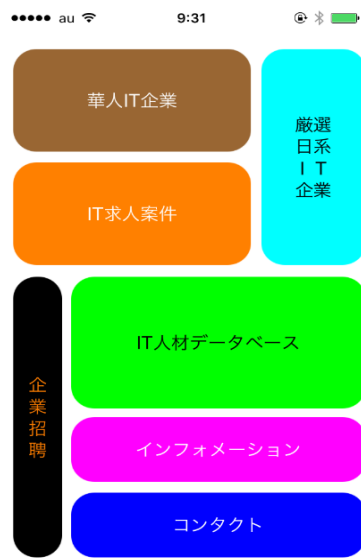 au 9:31
華人IT企業
厳選
日系
ＩＴ
企業
IT求人案件
企
業
招
聘
IT人材データベース
インフォメーション
コンタクト